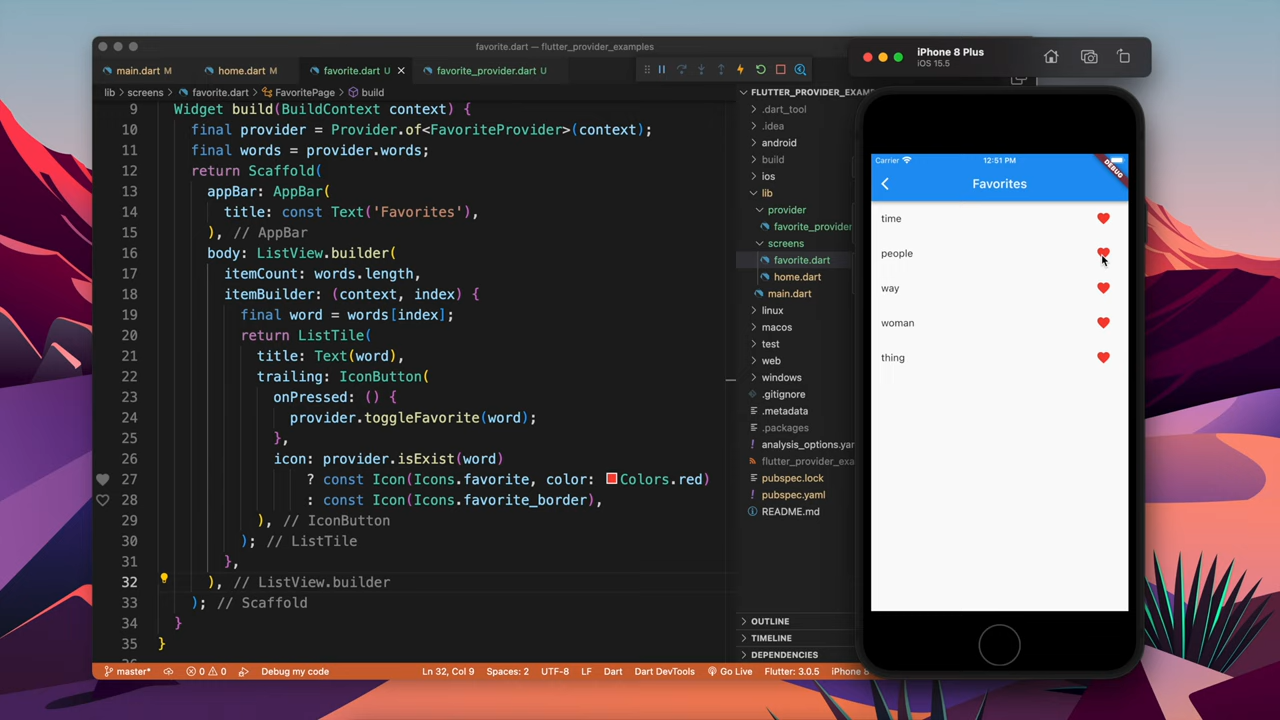 favorite.dart — flutter_provider_examples
main.dart M
home.dart M
favorite.dart U
favorite_provider.dart U
lib > screens > favorite.dart > FavoritePage > build
9 Widget build(BuildContext context) {
10 final provider = Provider.of<FavoriteProvider>(context);
11 final words = provider.words;
12 return Scaffold(
13 appBar: AppBar(
14 title: const Text('Favorites'),
15 ), // AppBar
16 body: ListView.builder(
17 itemCount: words.length,
18 itemBuilder: (context, index) {
19 final word = words[index];
20 return ListTile(
21 title: Text(word),
22 trailing: IconButton(
23 onPressed: () {
24 provider.toggleFavorite(word);
25 },
26 icon: provider.isExist(word)
27 ? const Icon(Icons.favorite, color: Colors.red)
28 : const Icon(Icons.favorite_border),
29 ), // IconButton
30 ); // ListTile
31 },
32 ), // ListView.builder
33 ); // Scaffold
34 }
35 }
FLUTTER_PROVIDER_EXAM
.dart_tool
.idea
android
build
ios
lib
provider
favorite_provider
screens
favorite.dart
home.dart
main.dart
linux
macos
test
web
windows
.gitignore
.metadata
.packages
analysis_options.ya
flutter_provider_exa
pubspec.lock
pubspec.yaml
README.md
OUTLINE
TIMELINE
DEPENDENCIES
master*
0 0
Debug my code
Ln 32, Col 9
Spaces: 2
UTF-8
LF
Dart
Dart DevTools
Go Live
Flutter: 3.0.5
iPhone 8
iPhone 8 Plus
iOS 15.5
Carrier
12:51 PM
DEBUG
Favorites
time
people
way
woman
thing